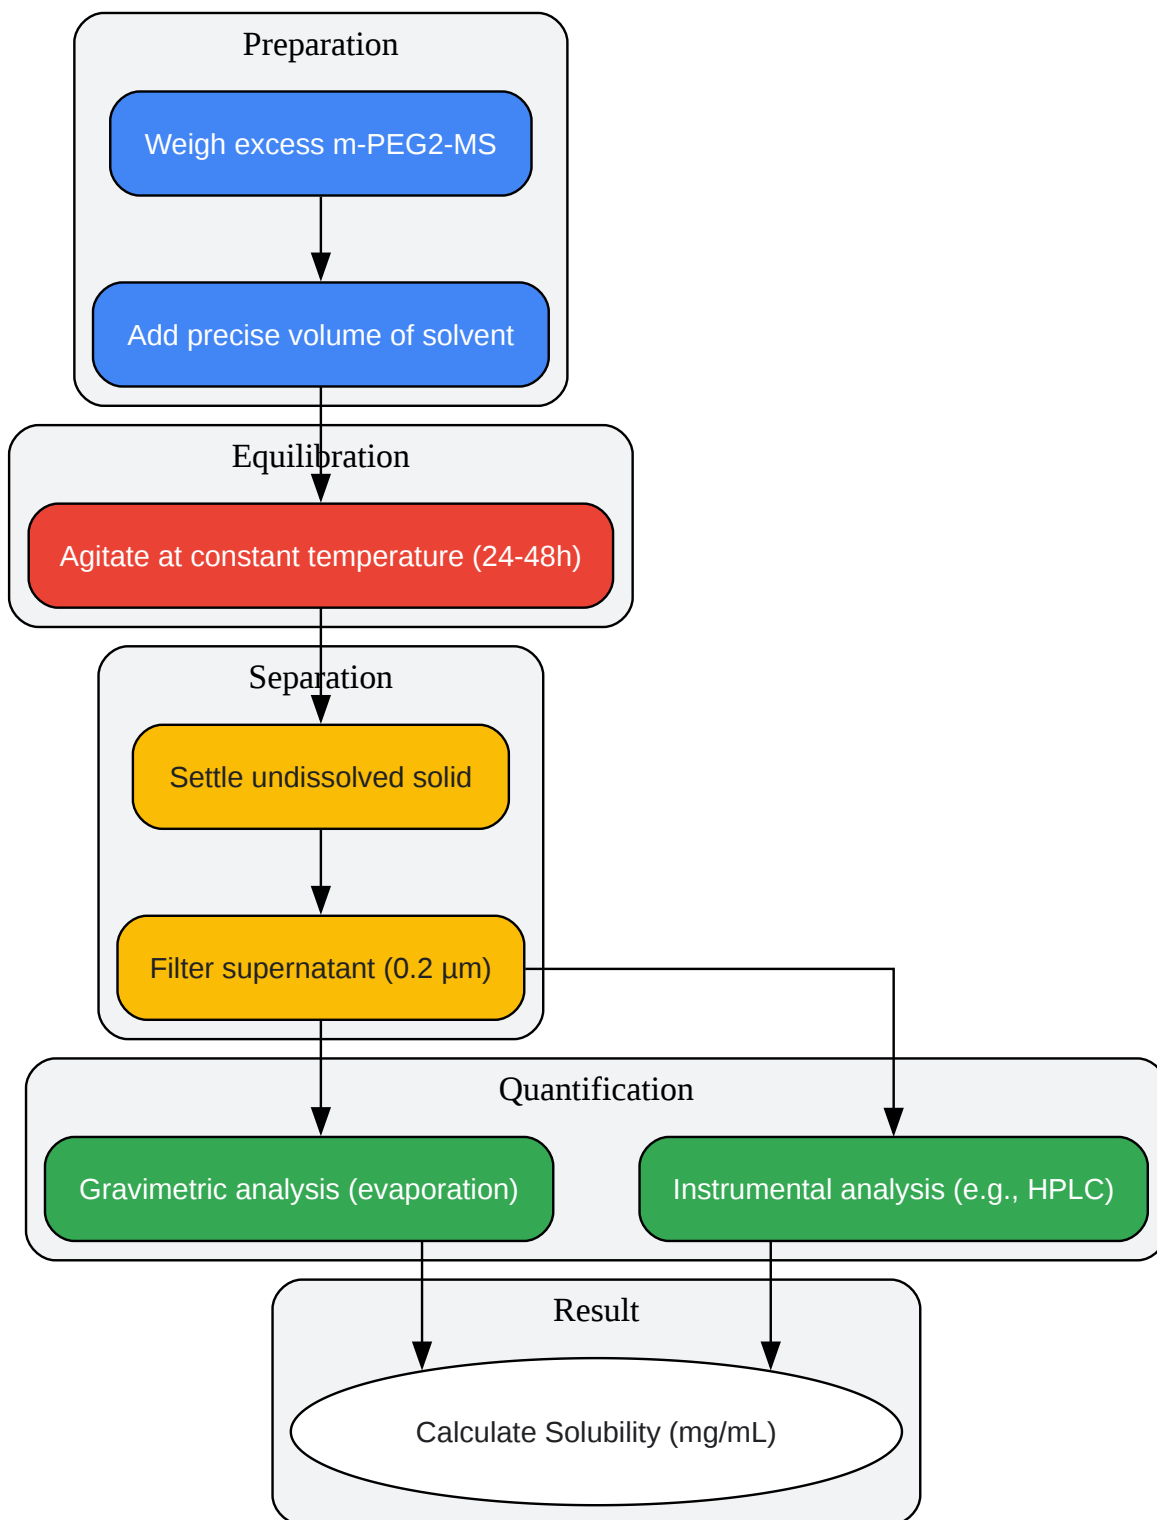 Preparation
Weigh excess m-PEG2-MS
Add precise volume of solvent
Equilibration
Agitate at constant temperature (24-48h)
Separation
Settle undissolved solid
Filter supernatant (0.2 µm)
Quantification
Gravimetric analysis (evaporation)
Instrumental analysis (e.g., HPLC)
Result
Calculate Solubility (mg/mL)